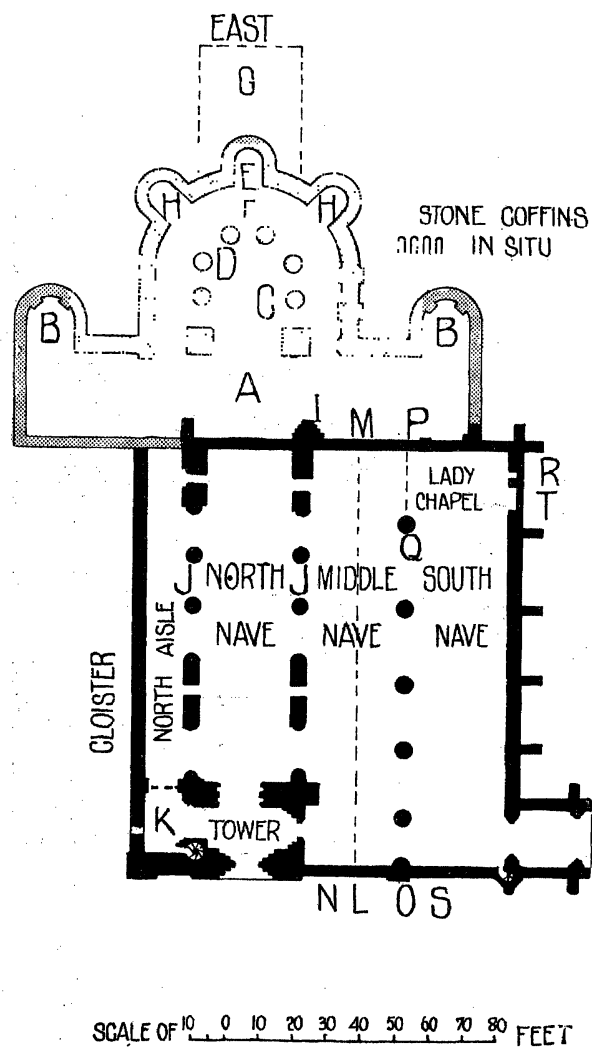 EAST
G
E
F
H H
STONE COFFINS
IN SITU
D
C
B B
A
I M P
LADY
CHAPEL
R
T
Q
J NORTH J MIDDLE SOUTH
NAVE NAVE NAVE
NORTH AISLE
CLOISTER
K TOWER
N L O S
SCALE OF 10 0 10 20 30 40 50 60 70 80 FEET